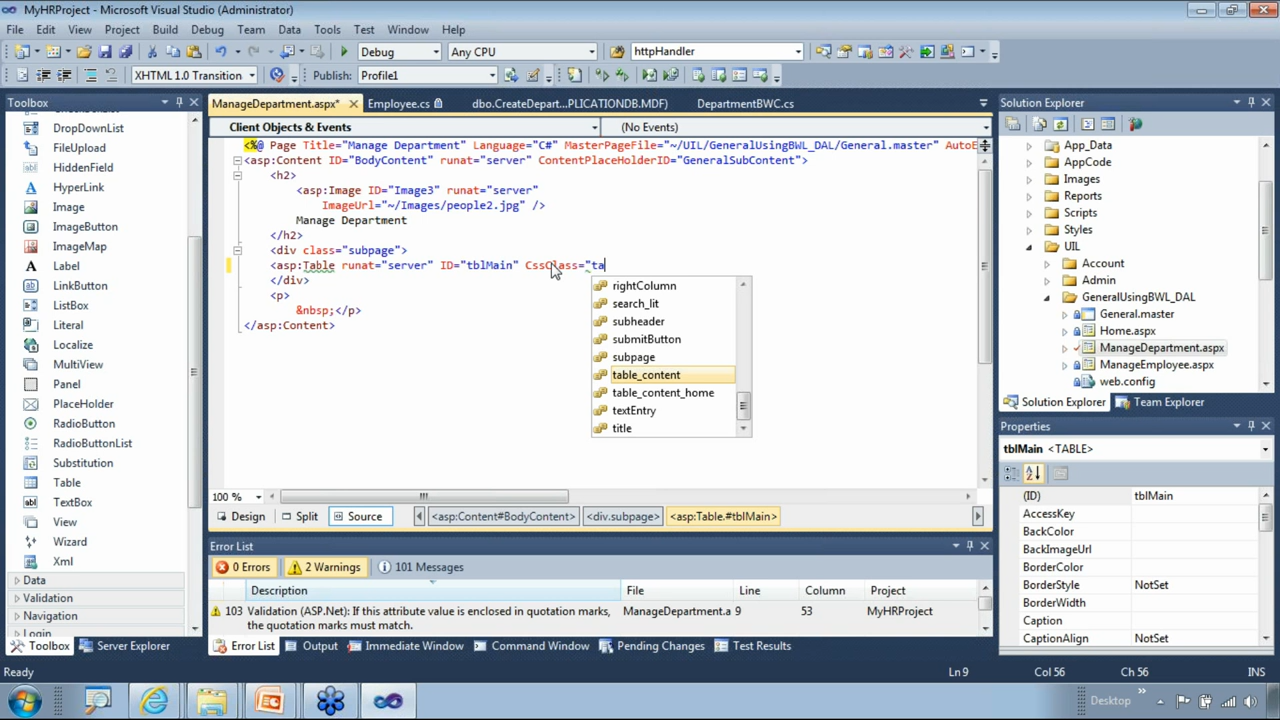 MyHRProject - Microsoft Visual Studio (Administrator)
File Edit View Project Build Debug Team Data Tools Test Window Help
Debug Any CPU httpHandler
XHTML 1.0 Transition Publish: Profile1
Toolbox
DropDownList
FileUpload
HiddenField
HyperLink
Image
ImageButton
ImageMap
Label
LinkButton
ListBox
Literal
Localize
MultiView
Panel
PlaceHolder
RadioButton
RadioButtonList
Substitution
Table
TextBox
View
Wizard
Xml
Data
Validation
Navigation
Login
Toolbox Server Explorer
ManageDepartment.aspx* Employee.cs dbo.CreateDepart...PLICATIONDB.MDF) DepartmentBWC.cs
Client Objects & Events (No Events)
<%@ Page Title="Manage Department" Language="C#" MasterPageFile="~/UIL/GeneralUsingBWL_DAL/General.master" AutoE
<asp:Content ID="BodyContent" runat="server" ContentPlaceHolderID="GeneralSubContent">
<h2>
<asp:Image ID="Image3" runat="server"
ImageUrl="~/Images/people2.jpg" />
Manage Department
</h2>
<div class="subpage">
<asp:Table runat="server" ID="tblMain" CssClass="ta
</div>
<p>
&nbsp;</p>
</asp:Content>
rightColumn
search_lit
subheader
submitButton
subpage
table_content
table_content_home
textEntry
title
100 %
Design Split Source <asp:Content#BodyContent> <div.subpage> <asp:Table.#tblMain>
Error List
0 Errors 2 Warnings 101 Messages
Description File Line Column Project
103 Validation (ASP.Net): If this attribute value is enclosed in quotation marks, the quotation marks must match. ManageDepartment.a 9 53 MyHRProject
Error List Output Immediate Window Command Window Pending Changes Test Results
Solution Explorer
App_Data
AppCode
Images
Reports
Scripts
Styles
UIL
Account
Admin
GeneralUsingBWL_DAL
General.master
Home.aspx
ManageDepartment.aspx
ManageEmployee.aspx
web.config
Solution Explorer Team Explorer
Properties
tblMain <TABLE>
(ID) tblMain
AccessKey
BackColor
BackImageUrl
BorderColor
BorderStyle NotSet
BorderWidth
Caption
CaptionAlign NotSet
Ready Ln 9 Col 56 Ch 56 INS
Desktop